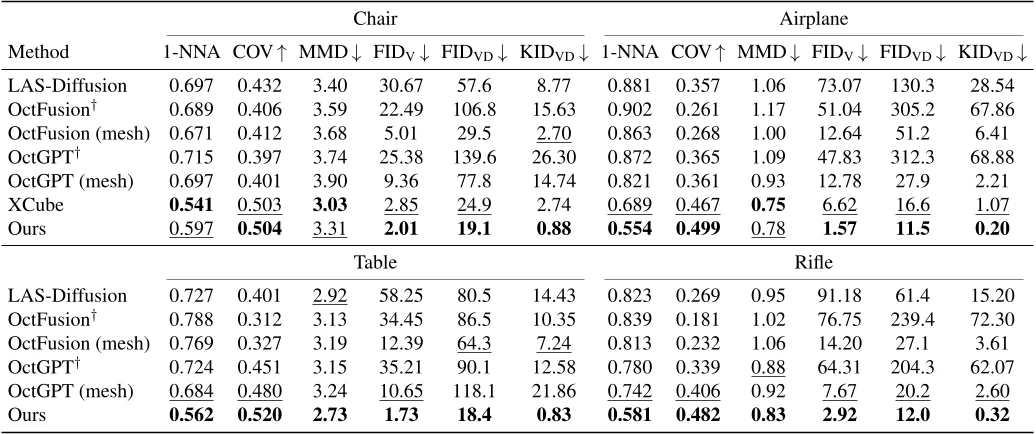 Chair Airplane
Method 1-NNA COV↑ MMD↓ FIDV↓ FIDVD↓ KIDVD↓ 1-NNA COV↑ MMD↓ FIDV↓ FIDVD↓ KIDVD↓
LAS-Diffusion 0.697 0.432 3.40 30.67 57.6 8.77 0.881 0.357 1.06 73.07 130.3 28.54
OctFusion† 0.689 0.406 3.59 22.49 106.8 15.63 0.902 0.261 1.17 51.04 305.2 67.86
OctFusion (mesh) 0.671 0.412 3.68 5.01 29.5 2.70 0.863 0.268 1.00 12.64 51.2 6.41
OctGPT† 0.715 0.397 3.74 25.38 139.6 26.30 0.872 0.365 1.09 47.83 312.3 68.88
OctGPT (mesh) 0.697 0.401 3.90 9.36 77.8 14.74 0.821 0.361 0.93 12.78 27.9 2.21
XCube 0.541 0.503 3.03 2.85 24.9 2.74 0.689 0.467 0.75 6.62 16.6 1.07
Ours 0.597 0.504 3.31 2.01 19.1 0.88 0.554 0.499 0.78 1.57 11.5 0.20
Table Rifle
LAS-Diffusion 0.727 0.401 2.92 58.25 80.5 14.43 0.823 0.269 0.95 91.18 61.4 15.20
OctFusion† 0.788 0.312 3.13 34.45 86.5 10.35 0.839 0.181 1.02 76.75 239.4 72.30
OctFusion (mesh) 0.769 0.327 3.19 12.39 64.3 7.24 0.813 0.232 1.06 14.20 27.1 3.61
OctGPT† 0.724 0.451 3.15 35.21 90.1 12.58 0.780 0.339 0.88 64.31 204.3 62.07
OctGPT (mesh) 0.684 0.480 3.24 10.65 118.1 21.86 0.742 0.406 0.92 7.67 20.2 2.60
Ours 0.562 0.520 2.73 1.73 18.4 0.83 0.581 0.482 0.83 2.92 12.0 0.32